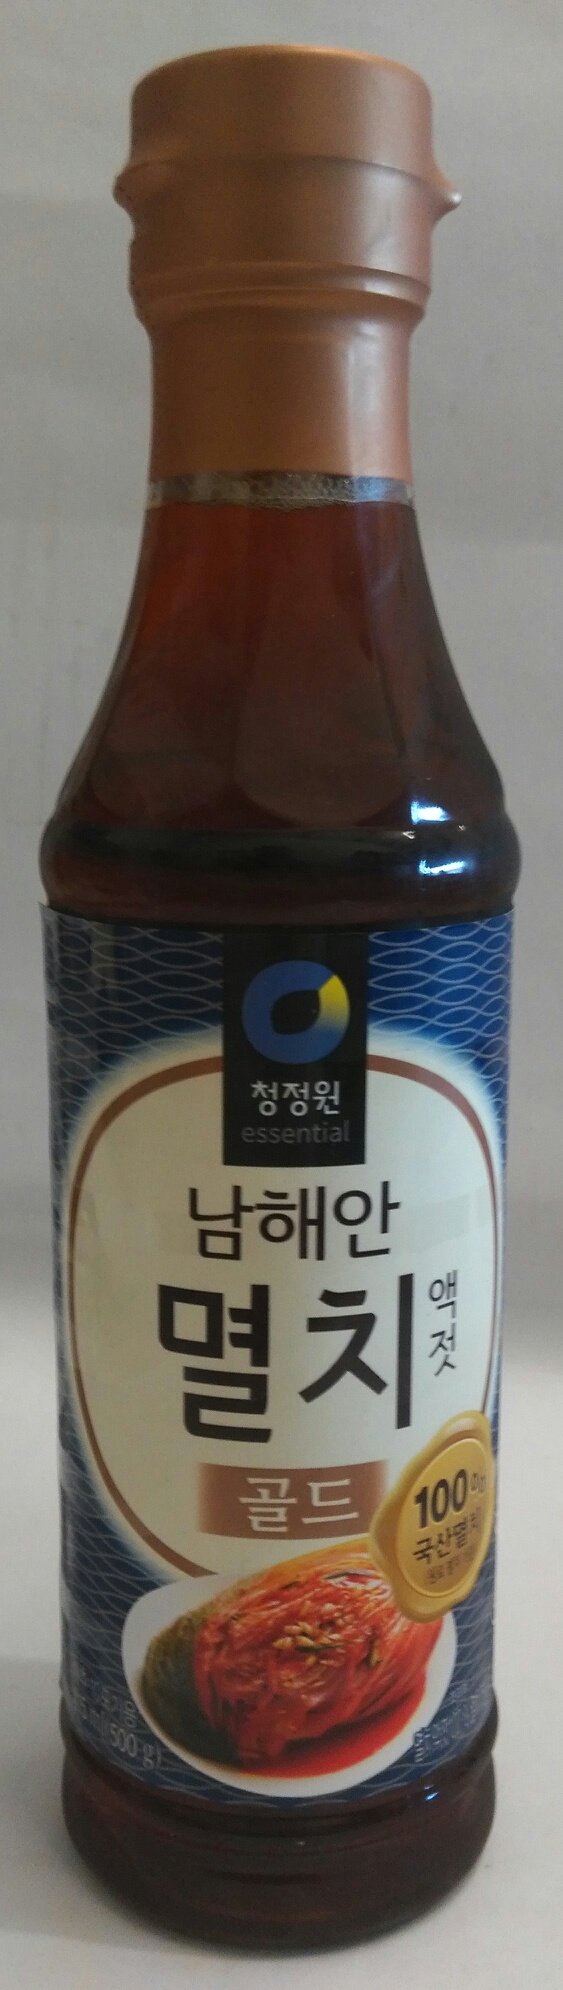 청정원
essential
남해안
멸치
액젓
골드
100%
국산멸치
(500 g)